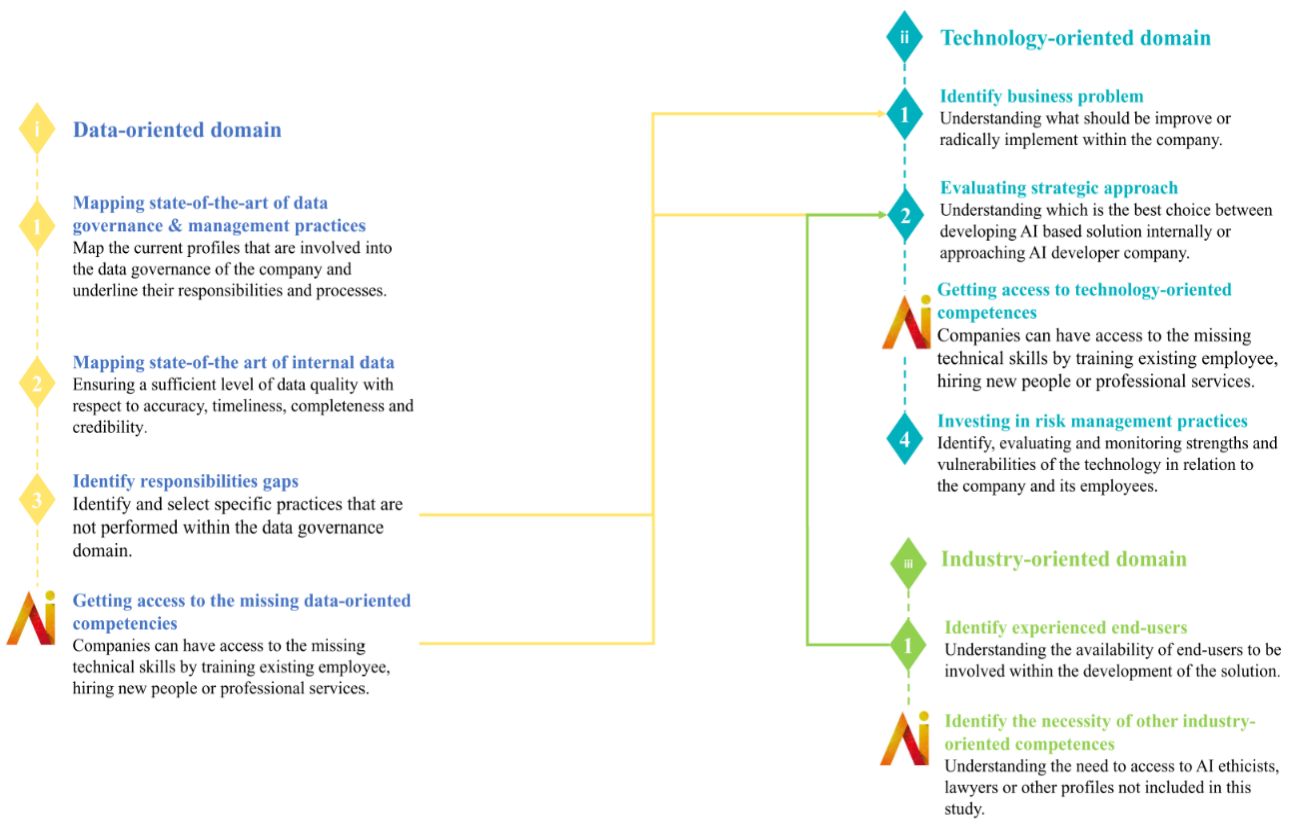 i
Data-oriented domain
1
Mapping state-of-the-art of data
governance & management practices
Map the current profiles that are involved into
the data governance of the company and
underline their responsibilities and processes.
2
Mapping state-of-the art of internal data
Ensuring a sufficient level of data quality with
respect to accuracy, timeliness, completeness and
credibility.
3
Identify responsibilities gaps
Identify and select specific practices that are
not performed within the data governance
domain.
Ai
Getting access to the missing data-oriented
competencies
Companies can have access to the missing
technical skills by training existing employee,
hiring new people or professional services.
ii
Technology-oriented domain
1
Identify business problem
Understanding what should be improve or
radically implement within the company.
2
Evaluating strategic approach
Understanding which is the best choice between
developing AI based solution internally or
approaching AI developer company.
Ai
Getting access to technology-oriented
competences
Companies can have access to the missing
technical skills by training existing employee,
hiring new people or professional services.
4
Investing in risk management practices
Identify, evaluating and monitoring strengths and
vulnerabilities of the technology in relation to
the company and its employees.
iii
Industry-oriented domain
1
Identify experienced end-users
Understanding the availability of end-users to be
involved within the development of the solution.
Ai
Identify the necessity of other industry-
oriented competences
Understanding the need to access to AI ethicists,
lawyers or other profiles not included in this
study.